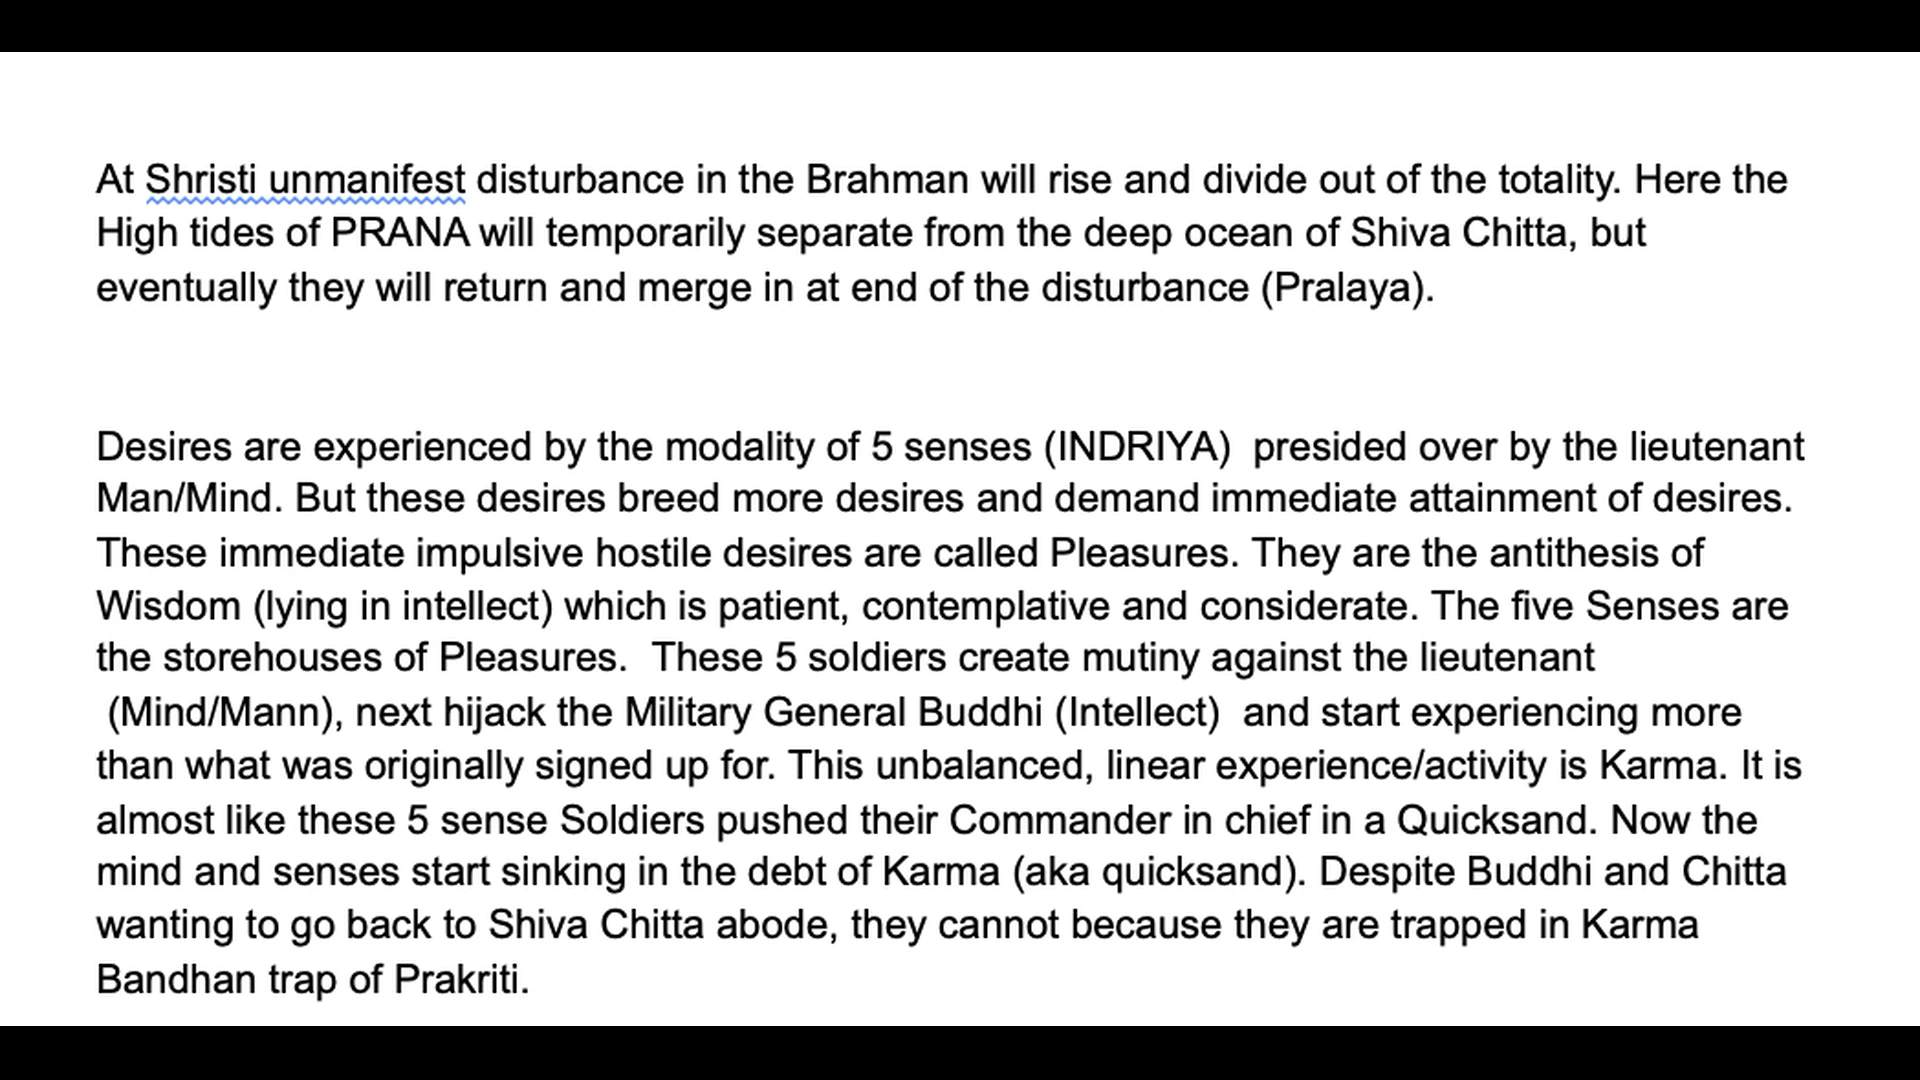 At Shristi unmanifest disturbance in the Brahman will rise and divide out of the totality. Here the
High tides of PRANA will temporarily separate from the deep ocean of Shiva Chitta, but
eventually they will return and merge in at end of the disturbance (Pralaya).
Desires are experienced by the modality of 5 senses (INDRIYA)  presided over by the lieutenant
Man/Mind. But these desires breed more desires and demand immediate attainment of desires.
These immediate impulsive hostile desires are called Pleasures. They are the antithesis of
Wisdom (lying in intellect) which is patient, contemplative and considerate. The five Senses are
the storehouses of Pleasures.  These 5 soldiers create mutiny against the lieutenant
(Mind/Mann), next hijack the Military General Buddhi (Intellect)  and start experiencing more
than what was originally signed up for. This unbalanced, linear experience/activity is Karma. It is
almost like these 5 sense Soldiers pushed their Commander in chief in a Quicksand. Now the
mind and senses start sinking in the debt of Karma (aka quicksand). Despite Buddhi and Chitta
wanting to go back to Shiva Chitta abode, they cannot because they are trapped in Karma
Bandhan trap of Prakriti.